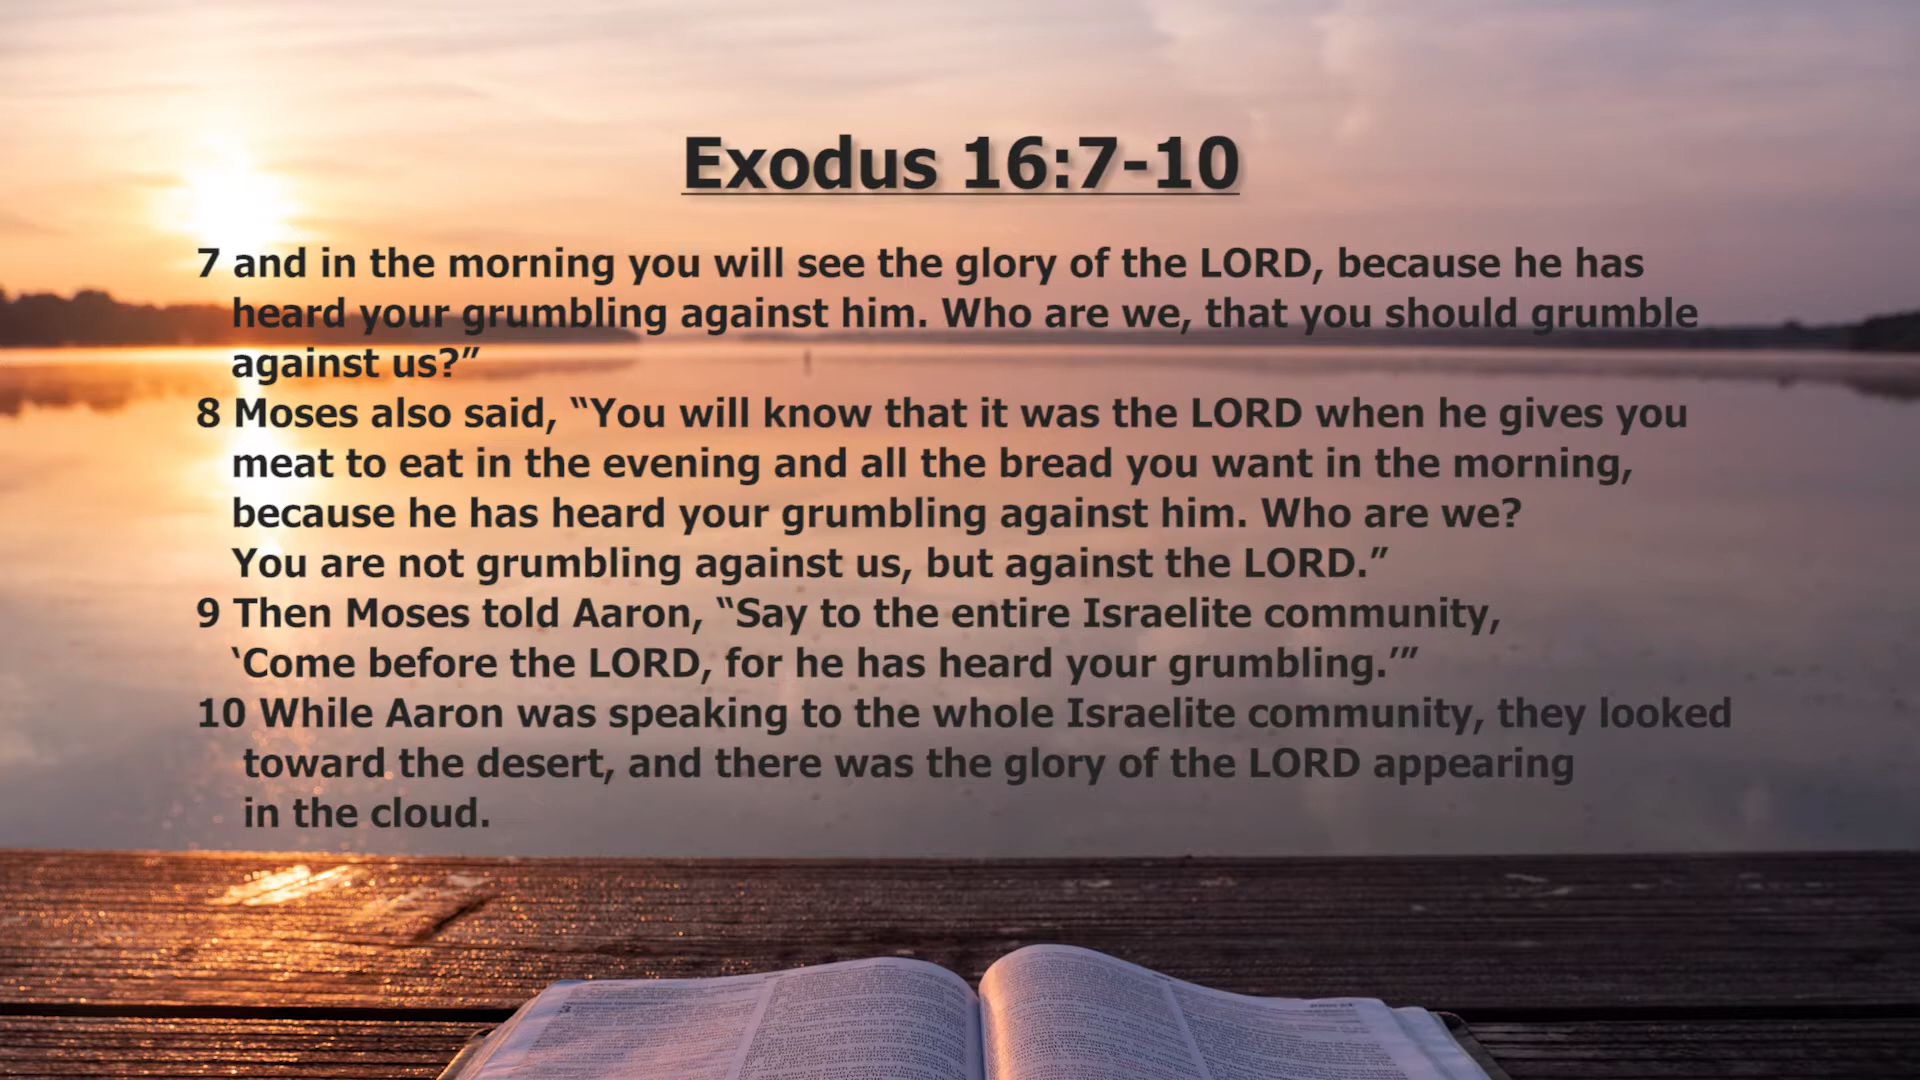 Exodus 16:7-10
7 and in the morning you will see the glory of the LORD, because he has
heard your grumbling against him. Who are we, that you should grumble
against us?”
8 Moses also said, “You will know that it was the LORD when he gives you
meat to eat in the evening and all the bread you want in the morning,
because he has heard your grumbling against him. Who are we?
You are not grumbling against us, but against the LORD.”
9 Then Moses told Aaron, “Say to the entire Israelite community,
‘Come before the LORD, for he has heard your grumbling.’”
10 While Aaron was speaking to the whole Israelite community, they looked
toward the desert, and there was the glory of the LORD appearing
in the cloud.